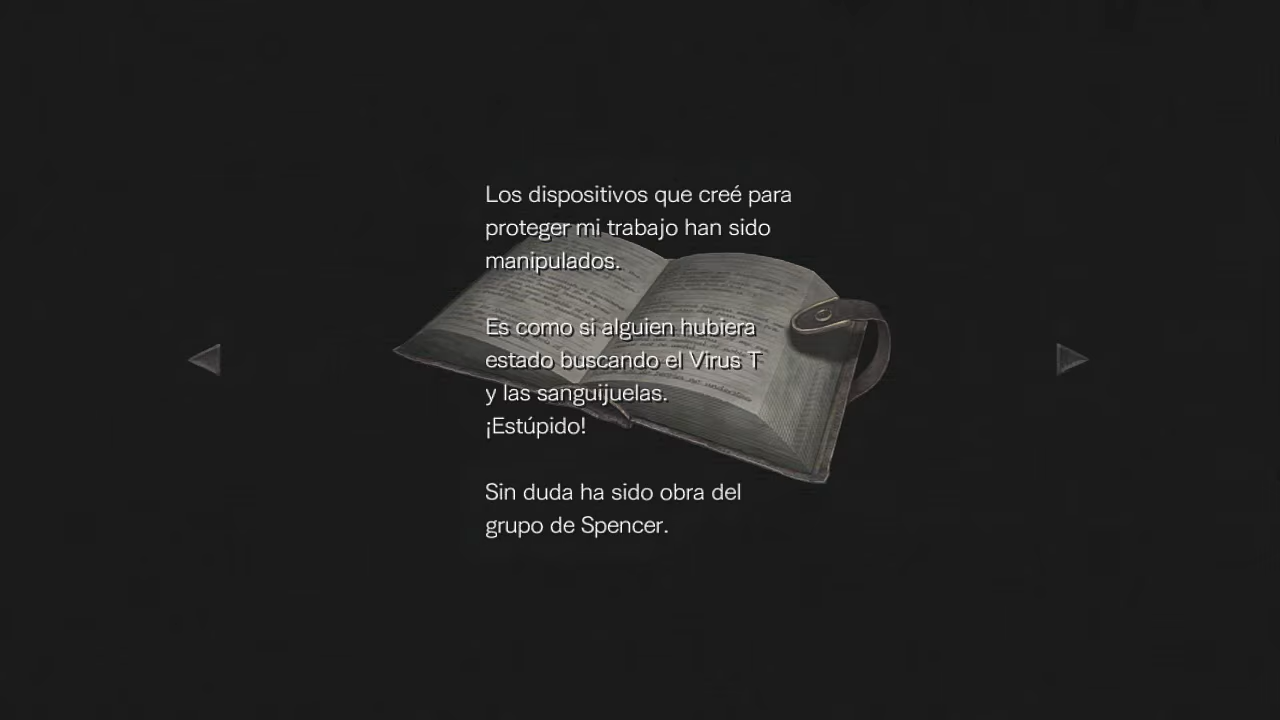 Los dispositivos que creé para
proteger mi trabajo han sido
manipulados.
Es como si alguien hubiera
estado buscando el Virus T
y las sanguijuelas.
¡Estúpido!
Sin duda ha sido obra del
grupo de Spencer.